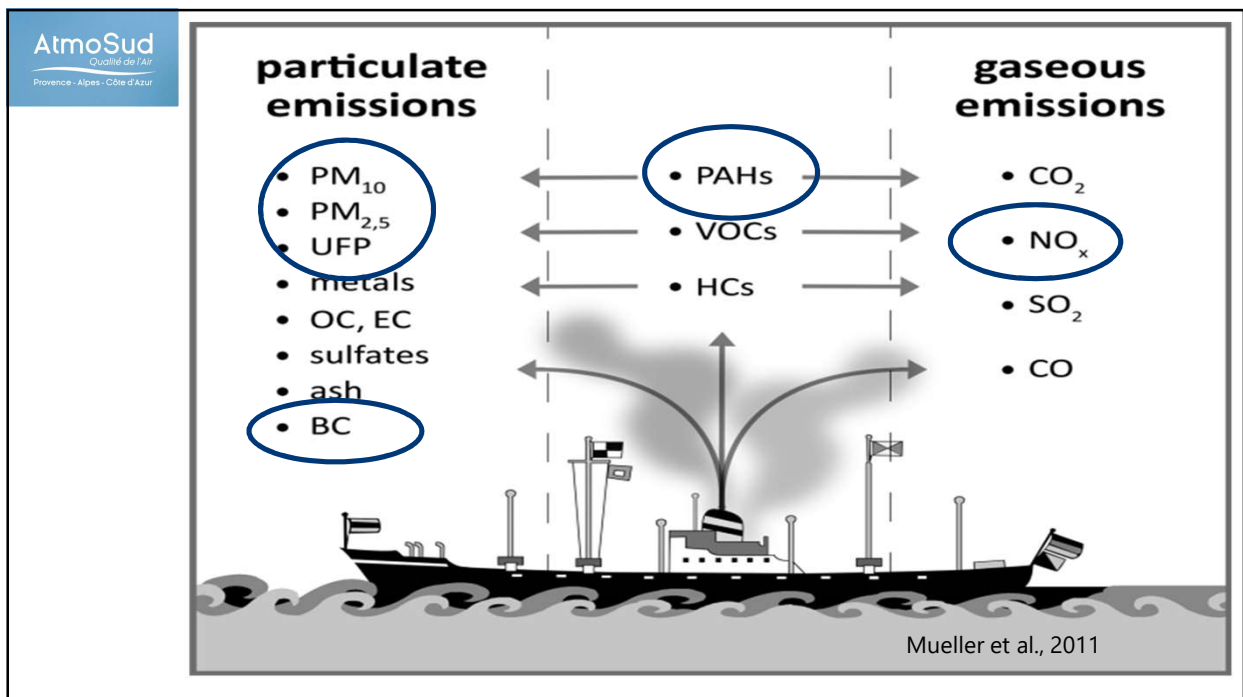 AtmoSud
Qualité de l'Air
Provence - Alpes - Côte d'Azur
particulate
emissions
• PM₁₀
• PM₂,₅
• UFP
• metals
• OC, EC
• sulfates
• ash
• BC
• PAHs
• VOCs
• HCs
gaseous
emissions
• CO₂
• NOₓ
• SO₂
• CO
Mueller et al., 2011